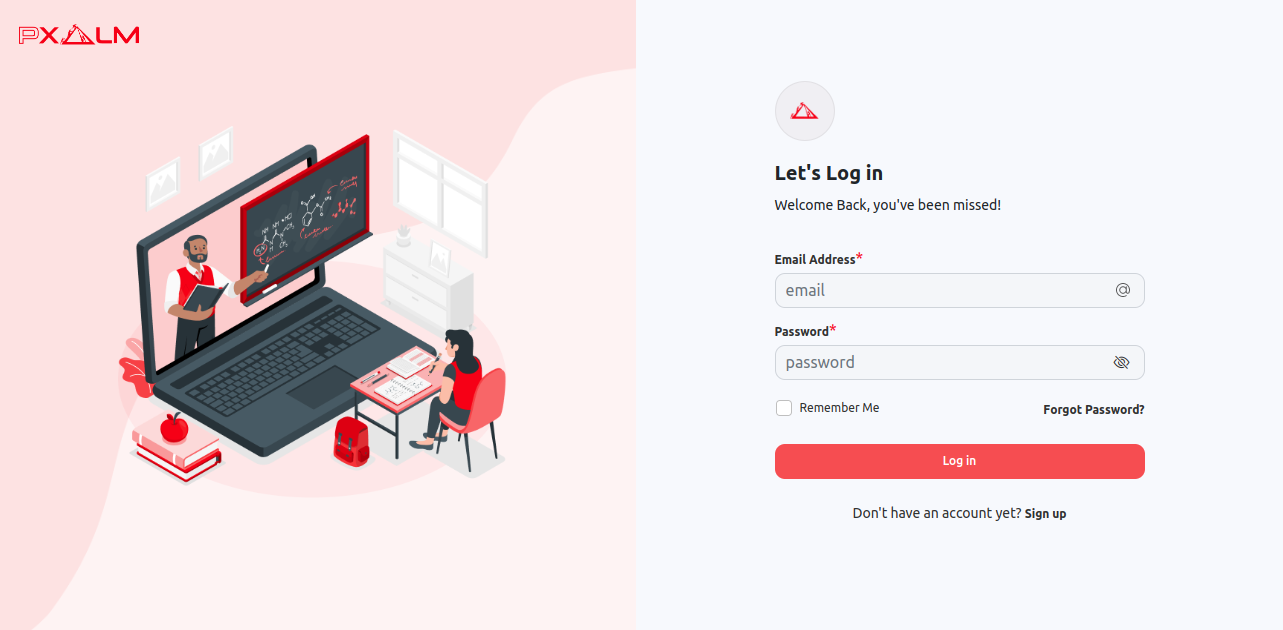 PXALM
Let's Log in
Welcome Back, you've been missed!
Email Address*
email @
Password*
password
Remember Me
Forgot Password?
Log in
Don't have an account yet? Sign up